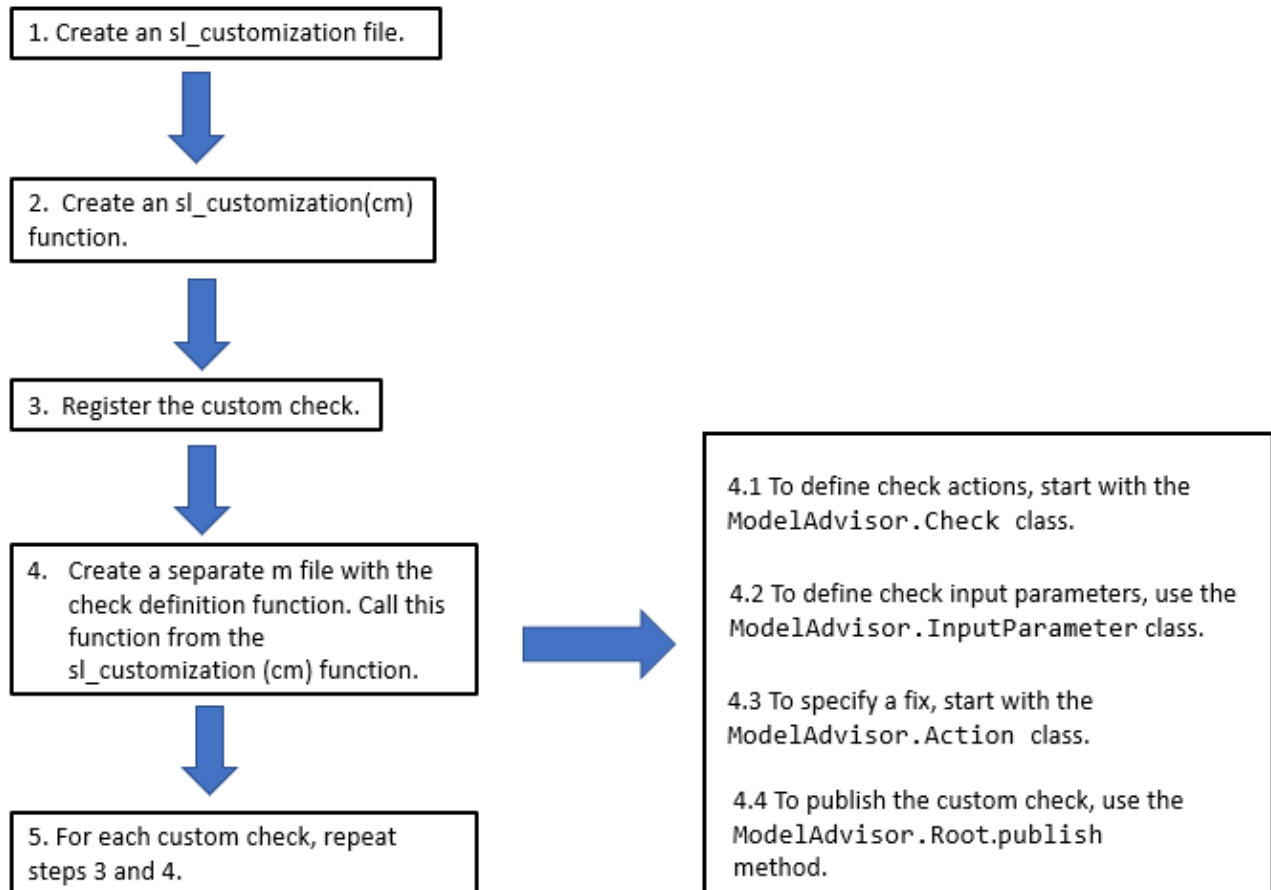 1. Create an sl_customization file.
2. Create an sl_customization(cm)
function.
3. Register the custom check.
4. Create a separate m file with the
check definition function. Call this
function from the
sl_customization (cm) function.
5. For each custom check, repeat
steps 3 and 4.
4.1 To define check actions, start with the
ModelAdvisor.Check class.
4.2 To define check input parameters, use the
ModelAdvisor.InputParameter class.
4.3 To specify a fix, start with the
ModelAdvisor.Action class.
4.4 To publish the custom check, use the
ModelAdvisor.Root.publish
method.